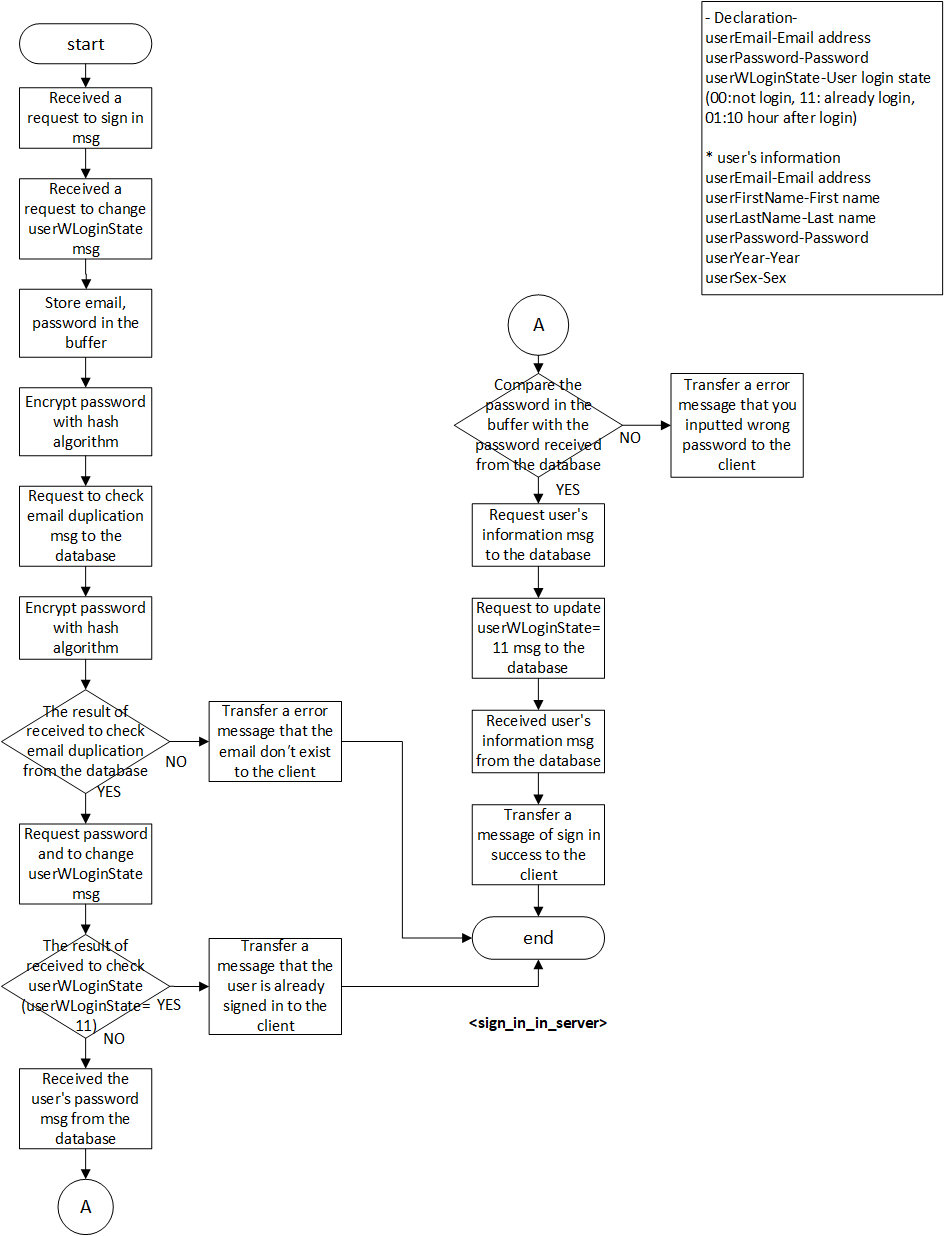 start
Received a
request to sign in
msg
Received a
request to change
userWLoginState
msg
Store email,
password in the
buffer
Encrypt password
with hash
algorithm
Request to check
email duplication
msg to the
database
Encrypt password
with hash
algorithm
The result of
received to check
email duplication
from the database
NO
YES
Transfer a error
message that the
email don't exist
to the client
Request password
and to change
userWLoginState
msg
The result of
received to check
userWLoginState
(userWLoginState=
11)
YES
NO
Transfer a
message that the
user is already
signed in to the
client
Received the
user's password
msg from the
database
A
A
Compare the
password in the
buffer with the
password received
from the database
NO
YES
Transfer a error
message that you
inputted wrong
password to the
client
Request user's
information msg
to the database
Request to update
userWLoginState=
11 msg to the
database
Received user's
information msg
from the database
Transfer a
message of sign in
success to the
client
end
<sign_in_in_server>
- Declaration-
userEmail-Email address
userPassword-Password
userWLoginState-User login state
(00:not login, 11: already login,
01:10 hour after login)
* user's information
userEmail-Email address
userFirstName-First name
userLastName-Last name
userPassword-Password
userYear-Year
userSex-Sex